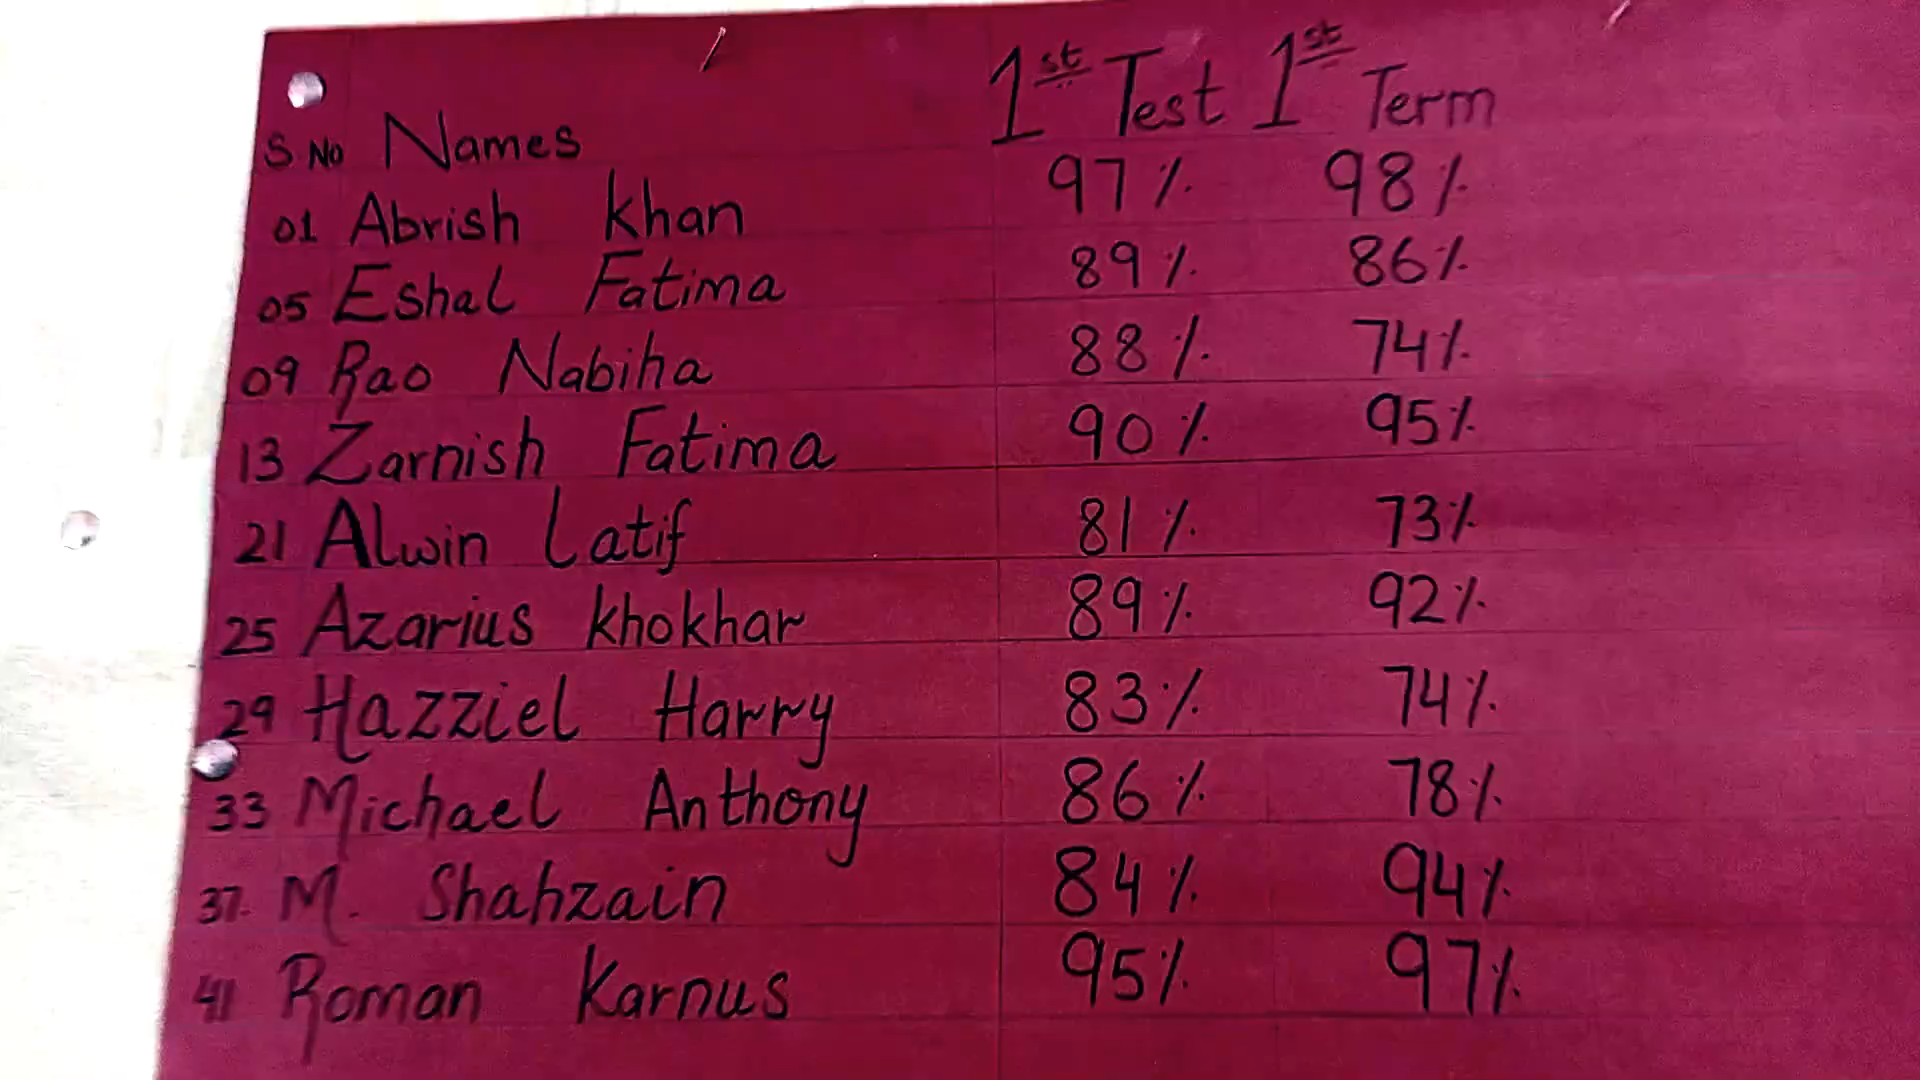 S No Names 1st Test 1st Term
01 Abrish Khan 97% 98%
05 Eshal Fatima 89% 86%
09 Rao Nabiha 88% 74%
13 Zarnish Fatima 90% 95%
21 Alwin Latif 81% 73%
25 Azarius Khokhar 89% 92%
29 Hazziel Harry 83% 74%
33 Michael Anthony 86% 78%
37. M. Shahzain 84% 94%
41 Roman Karnus 95% 97%